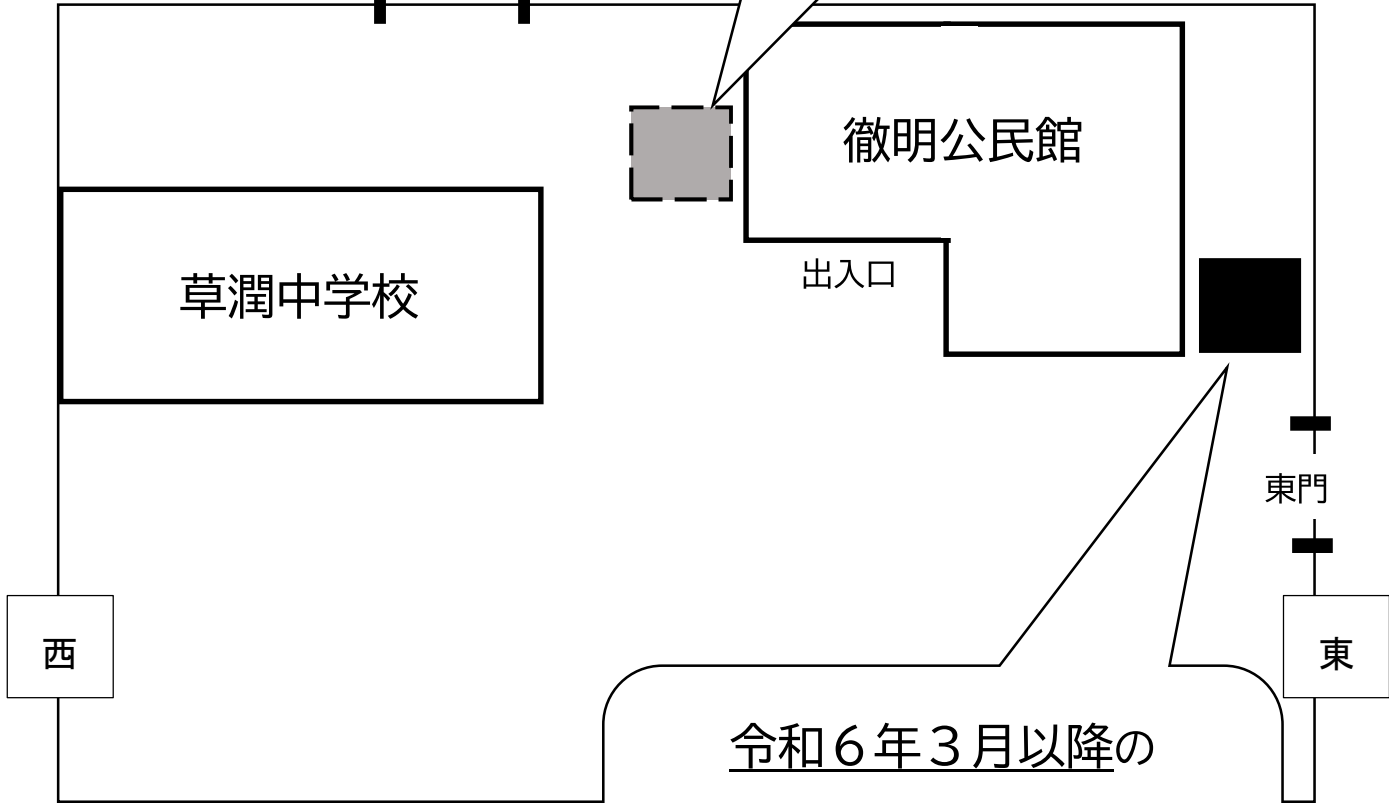 徹明公民館
出入口
草潤中学校
東門
西
東
令和６年３月以降の